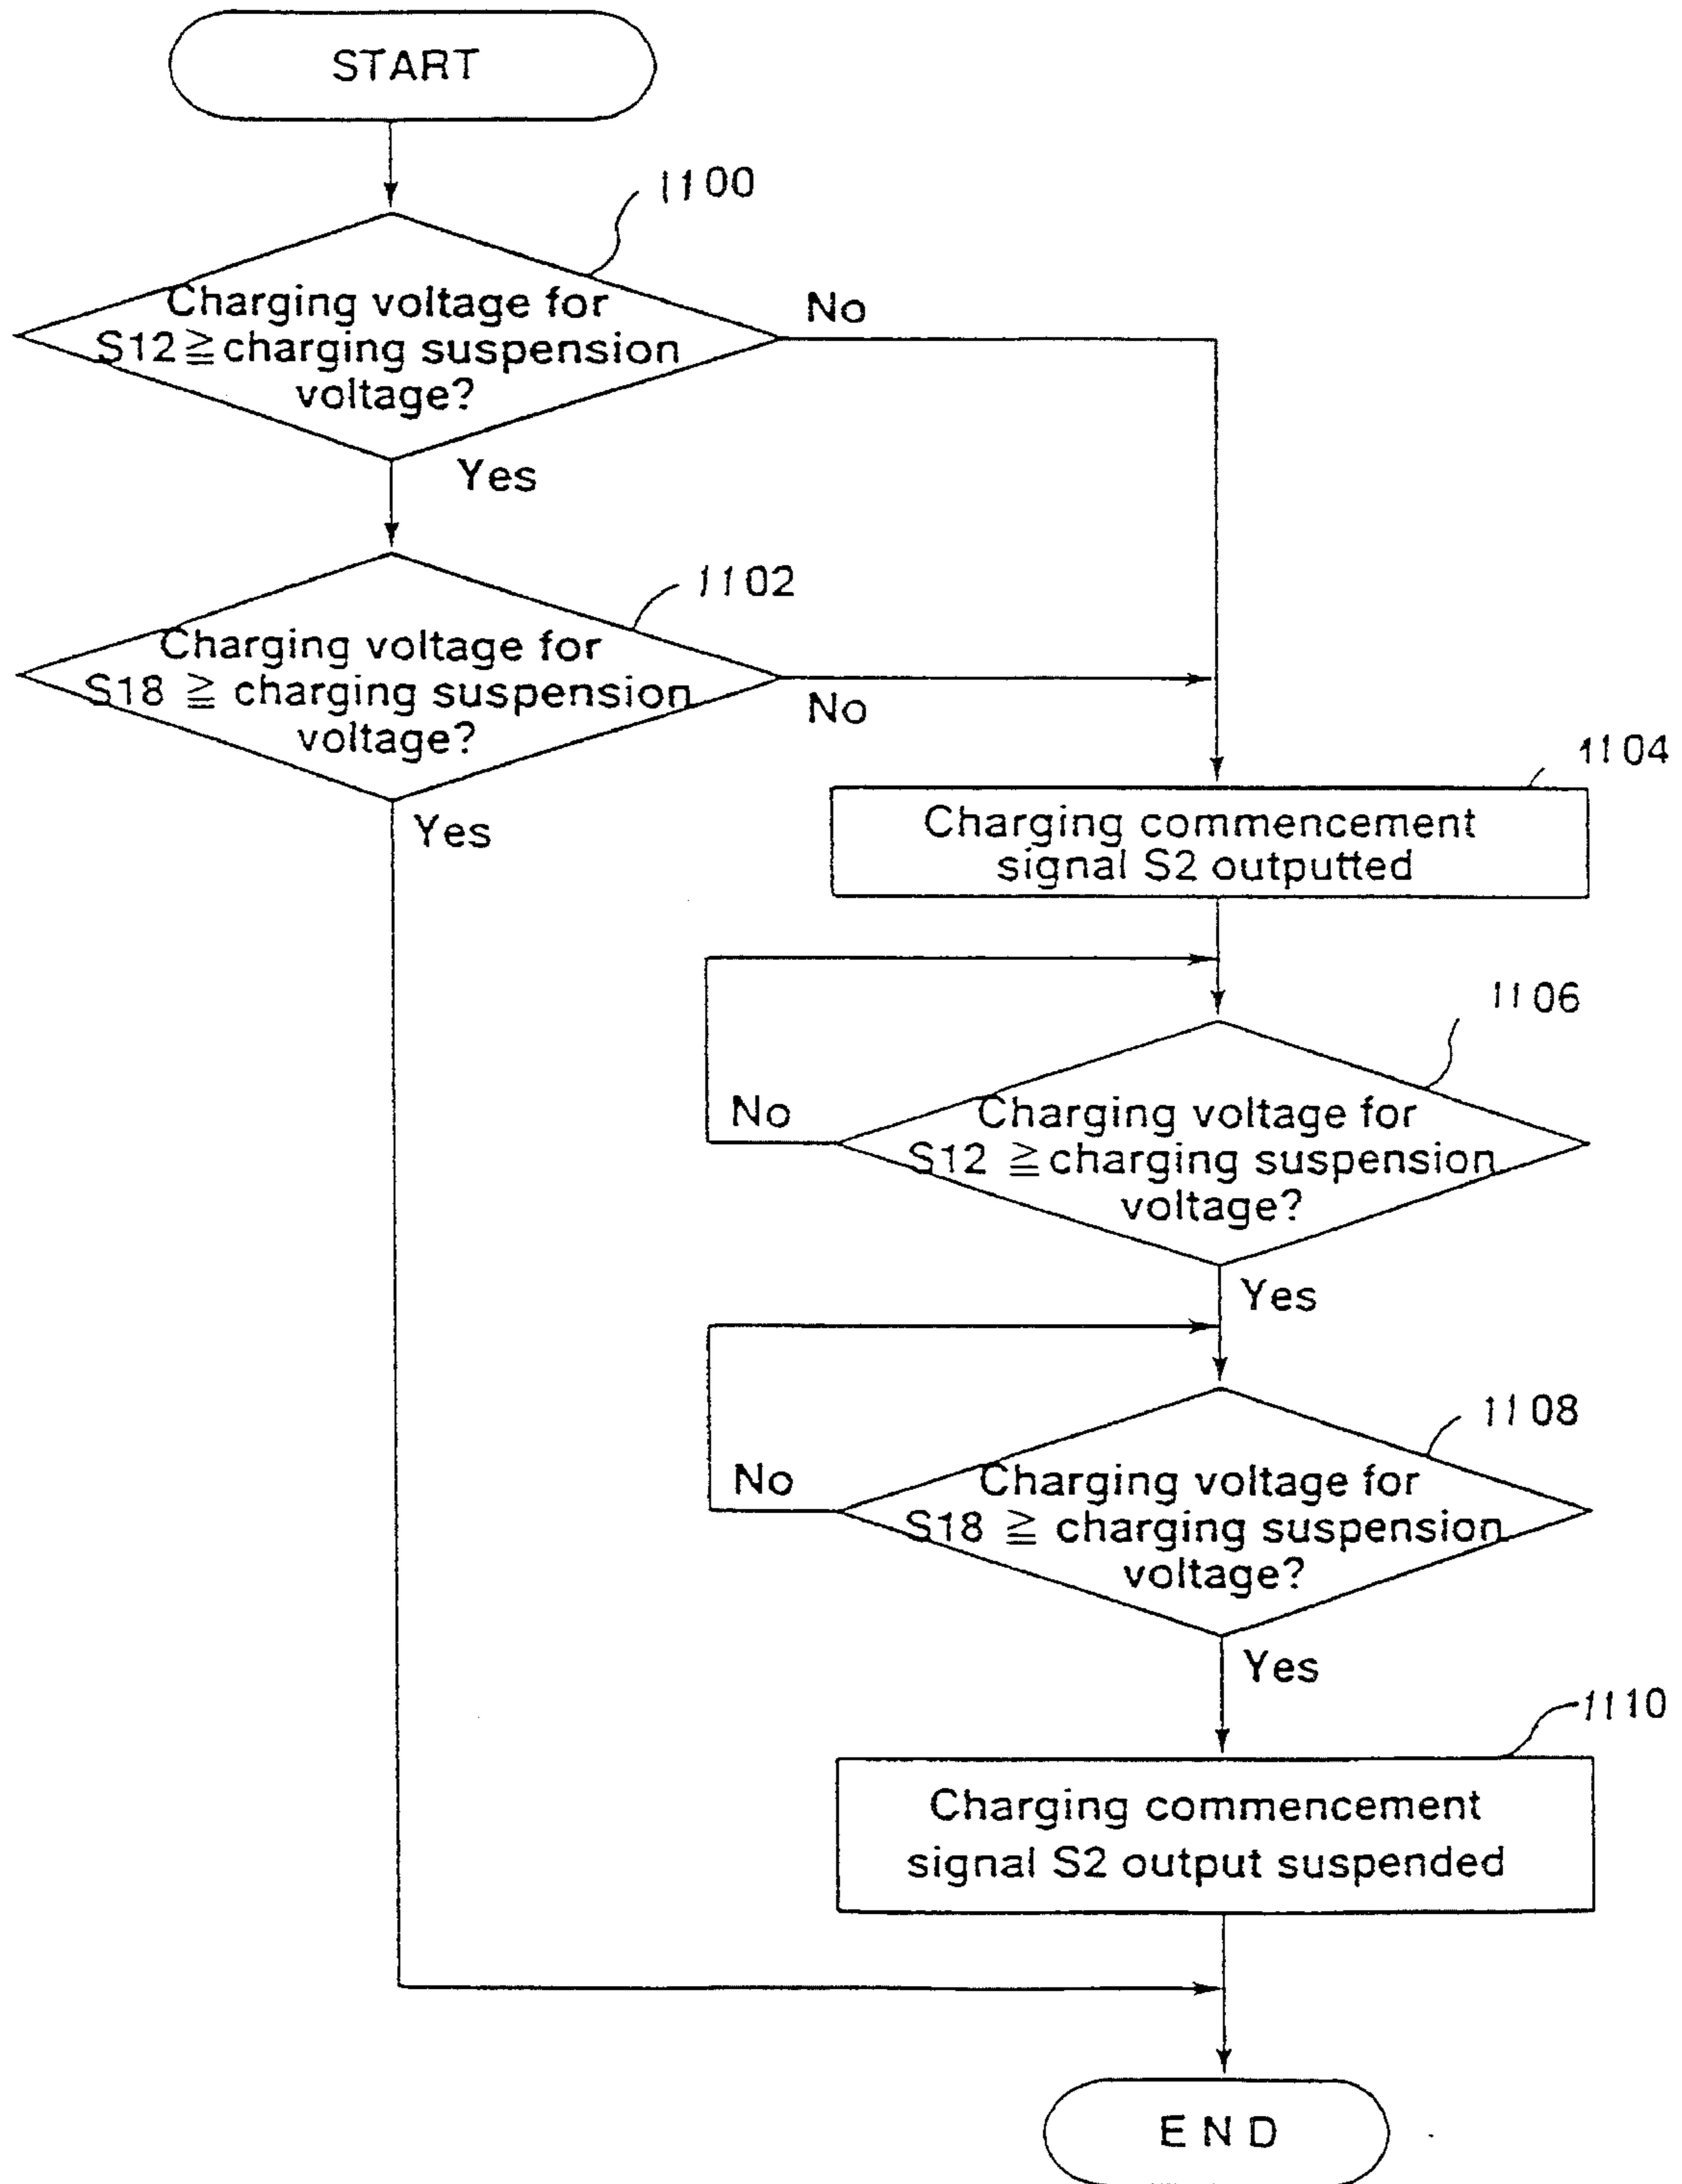 START
1100
Charging voltage for
S12≧charging suspension
voltage?
No
Yes
1102
Charging voltage for
S18 ≧ charging suspension
voltage?
No
Yes
1104
Charging commencement
signal S2 outputted
1106
No
Charging voltage for
S12 ≧charging suspension
voltage?
Yes
1108
No
Charging voltage for
S18 ≧ charging suspension
voltage?
Yes
1110
Charging commencement
signal S2 output suspended
END